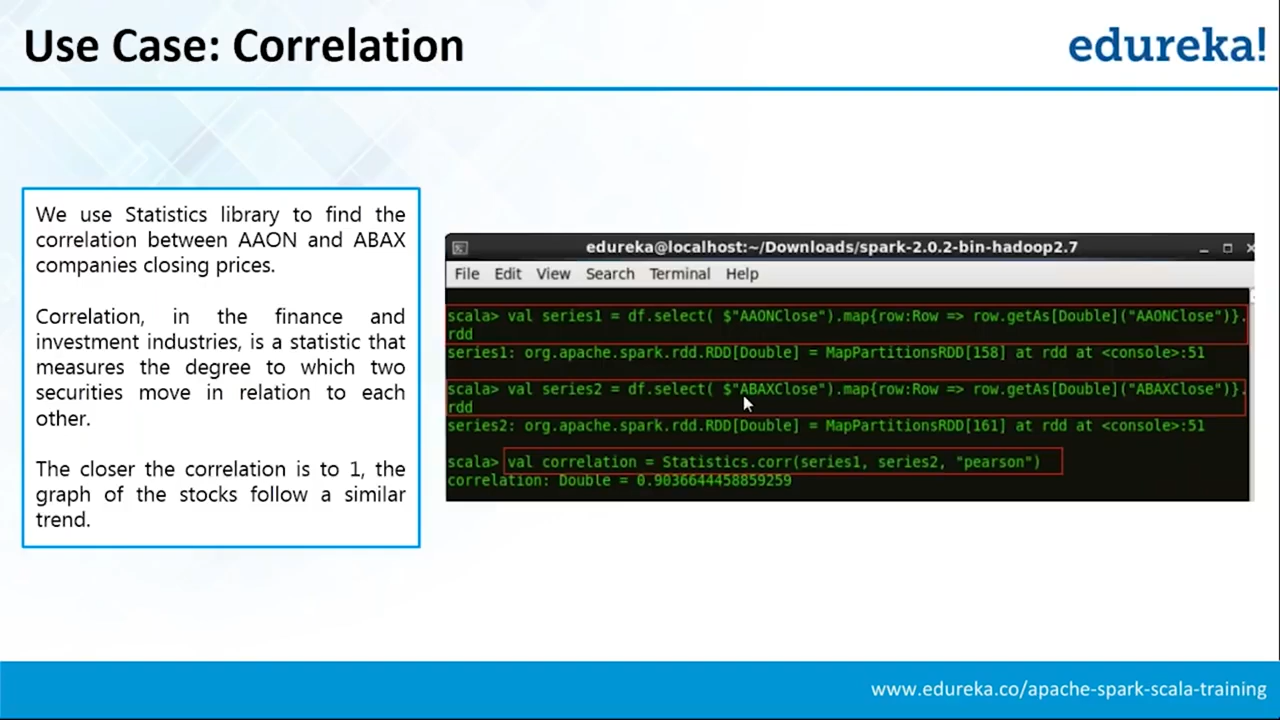 Use Case: Correlation
edureka!
We use Statistics library to find the
correlation between AAON and ABAX
companies closing prices.
Correlation, in the finance and
investment industries, is a statistic that
measures the degree to which two
securities move in relation to each
other.
The closer the correlation is to 1, the
graph of the stocks follow a similar
trend.
edureka@localhost:~/Downloads/spark-2.0.2-bin-hadoop2.7
File Edit View Search Terminal Help
scala> val series1 = df.select( $"AAONClose").map{row:Row => row.getAs[Double]("AAONClose")}.
rdd
series1: org.apache.spark.rdd.RDD[Double] = MapPartitionsRDD[158] at rdd at <console>:51
scala> val series2 = df.select( $"ABAXClose").map{row:Row => row.getAs[Double]("ABAXClose")}.
rdd
series2: org.apache.spark.rdd.RDD[Double] = MapPartitionsRDD[161] at rdd at <console>:51
scala> val correlation = Statistics.corr(series1, series2, "pearson")
correlation: Double = 0.9036644458859259
www.edureka.co/apache-spark-scala-training